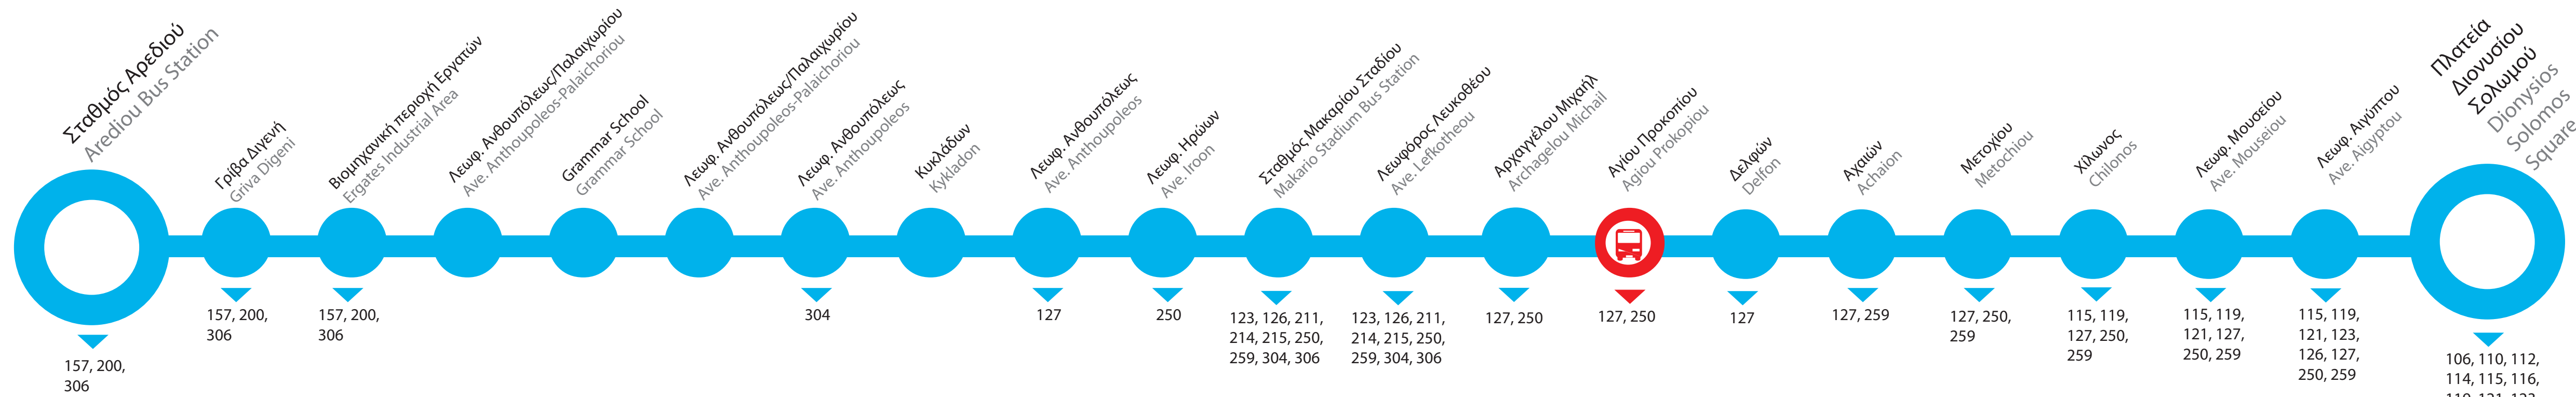 Σταθμός Αρεδιού
Arediou Bus Station
157, 200,
306
Γρίβα Διγενή
Griva Digeni
157, 200,
306
Βιομηχανική περιοχή Εργατών
Ergates Industrial Area
157, 200,
306
Λεωφ. Ανθουπόλεως/Παλαιχωρίου
Ave. Anthoupoleos-Palaichoriou
Grammar School
Grammar School
Λεωφ. Ανθουπόλεως/Παλαιχωρίου
Ave. Anthoupoleos-Palaichoriou
Λεωφ. Ανθουπόλεως
Ave. Anthoupoleos
304
Κυκλάδων
Kykladon
Λεωφ. Ανθουπόλεως
Ave. Anthoupoleos
127
Λεωφ. Ηρώων
Ave. Iroon
250
Σταθμός Μακαρίου Σταδίου
Makario Stadium Bus Station
123, 126, 211,
214, 215, 250,
259, 304, 306
Λεωφόρος Λευκοθέου
Ave. Lefkotheou
123, 126, 211,
214, 215, 250,
259, 304, 306
Αρχαγγέλου Μιχαήλ
Archagelou Michail
127, 250
Αγίου Προκοπίου
Agiou Prokopiou
127, 250
Δελφών
Delfon
127
Αχαιών
Achaion
127, 259
Μετοχίου
Metochiou
127, 250,
259
Χίλωνος
Chilonos
115, 119,
127, 250,
259
Λεωφ. Μουσείου
Ave. Mouseiou
115, 119,
121, 127,
250, 259
Λεωφ. Αιγύπτου
Ave. Aigyptou
115, 119,
121, 123,
126, 127,
250, 259
Πλατεία
Διονυσίου
Σολωμού
Dionysios
Solomos
Square
106, 110, 112,
114, 115, 116,